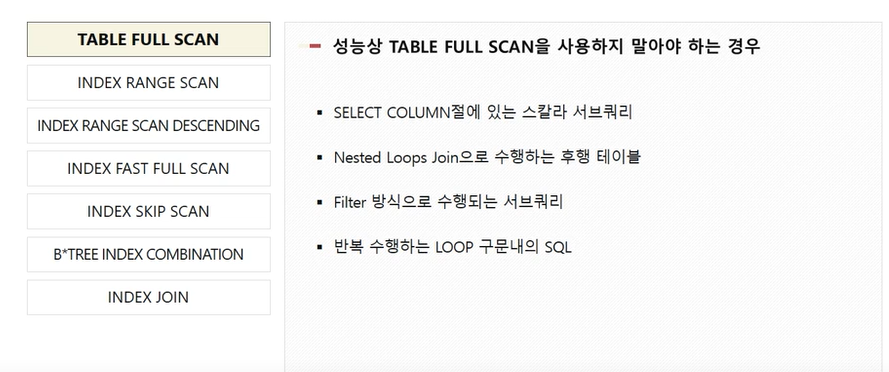 TABLE FULL SCAN
INDEX RANGE SCAN
INDEX RANGE SCAN DESCENDING
INDEX FAST FULL SCAN
INDEX SKIP SCAN
B*TREE INDEX COMBINATION
INDEX JOIN
성능상 TABLE FULL SCAN을 사용하지 말아야 하는 경우
▪ SELECT COLUMN절에 있는 스칼라 서브쿼리
▪ Nested Loops Join으로 수행하는 후행 테이블
▪ Filter 방식으로 수행되는 서브쿼리
▪ 반복 수행하는 LOOP 구문내의 SQL